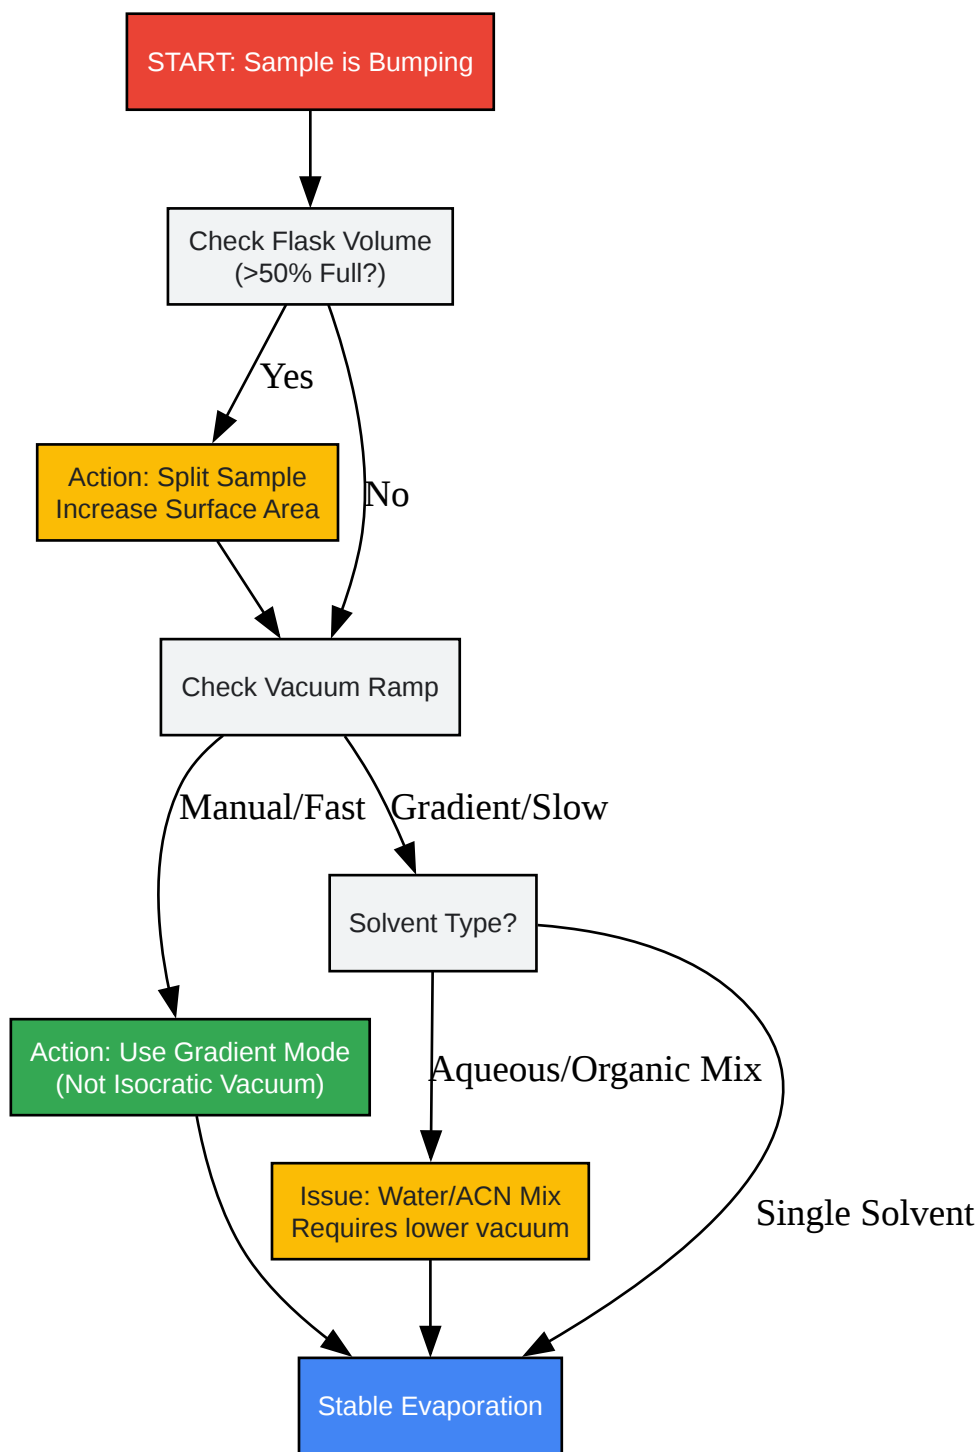 START: Sample is Bumping
Check Flask Volume
(>50% Full?)
Yes
Action: Split Sample
Increase Surface Area
No
Check Vacuum Ramp
Manual/Fast
Gradient/Slow
Solvent Type?
Action: Use Gradient Mode
(Not Isocratic Vacuum)
Aqueous/Organic Mix
Issue: Water/ACN Mix
Requires lower vacuum
Single Solvent
Stable Evaporation